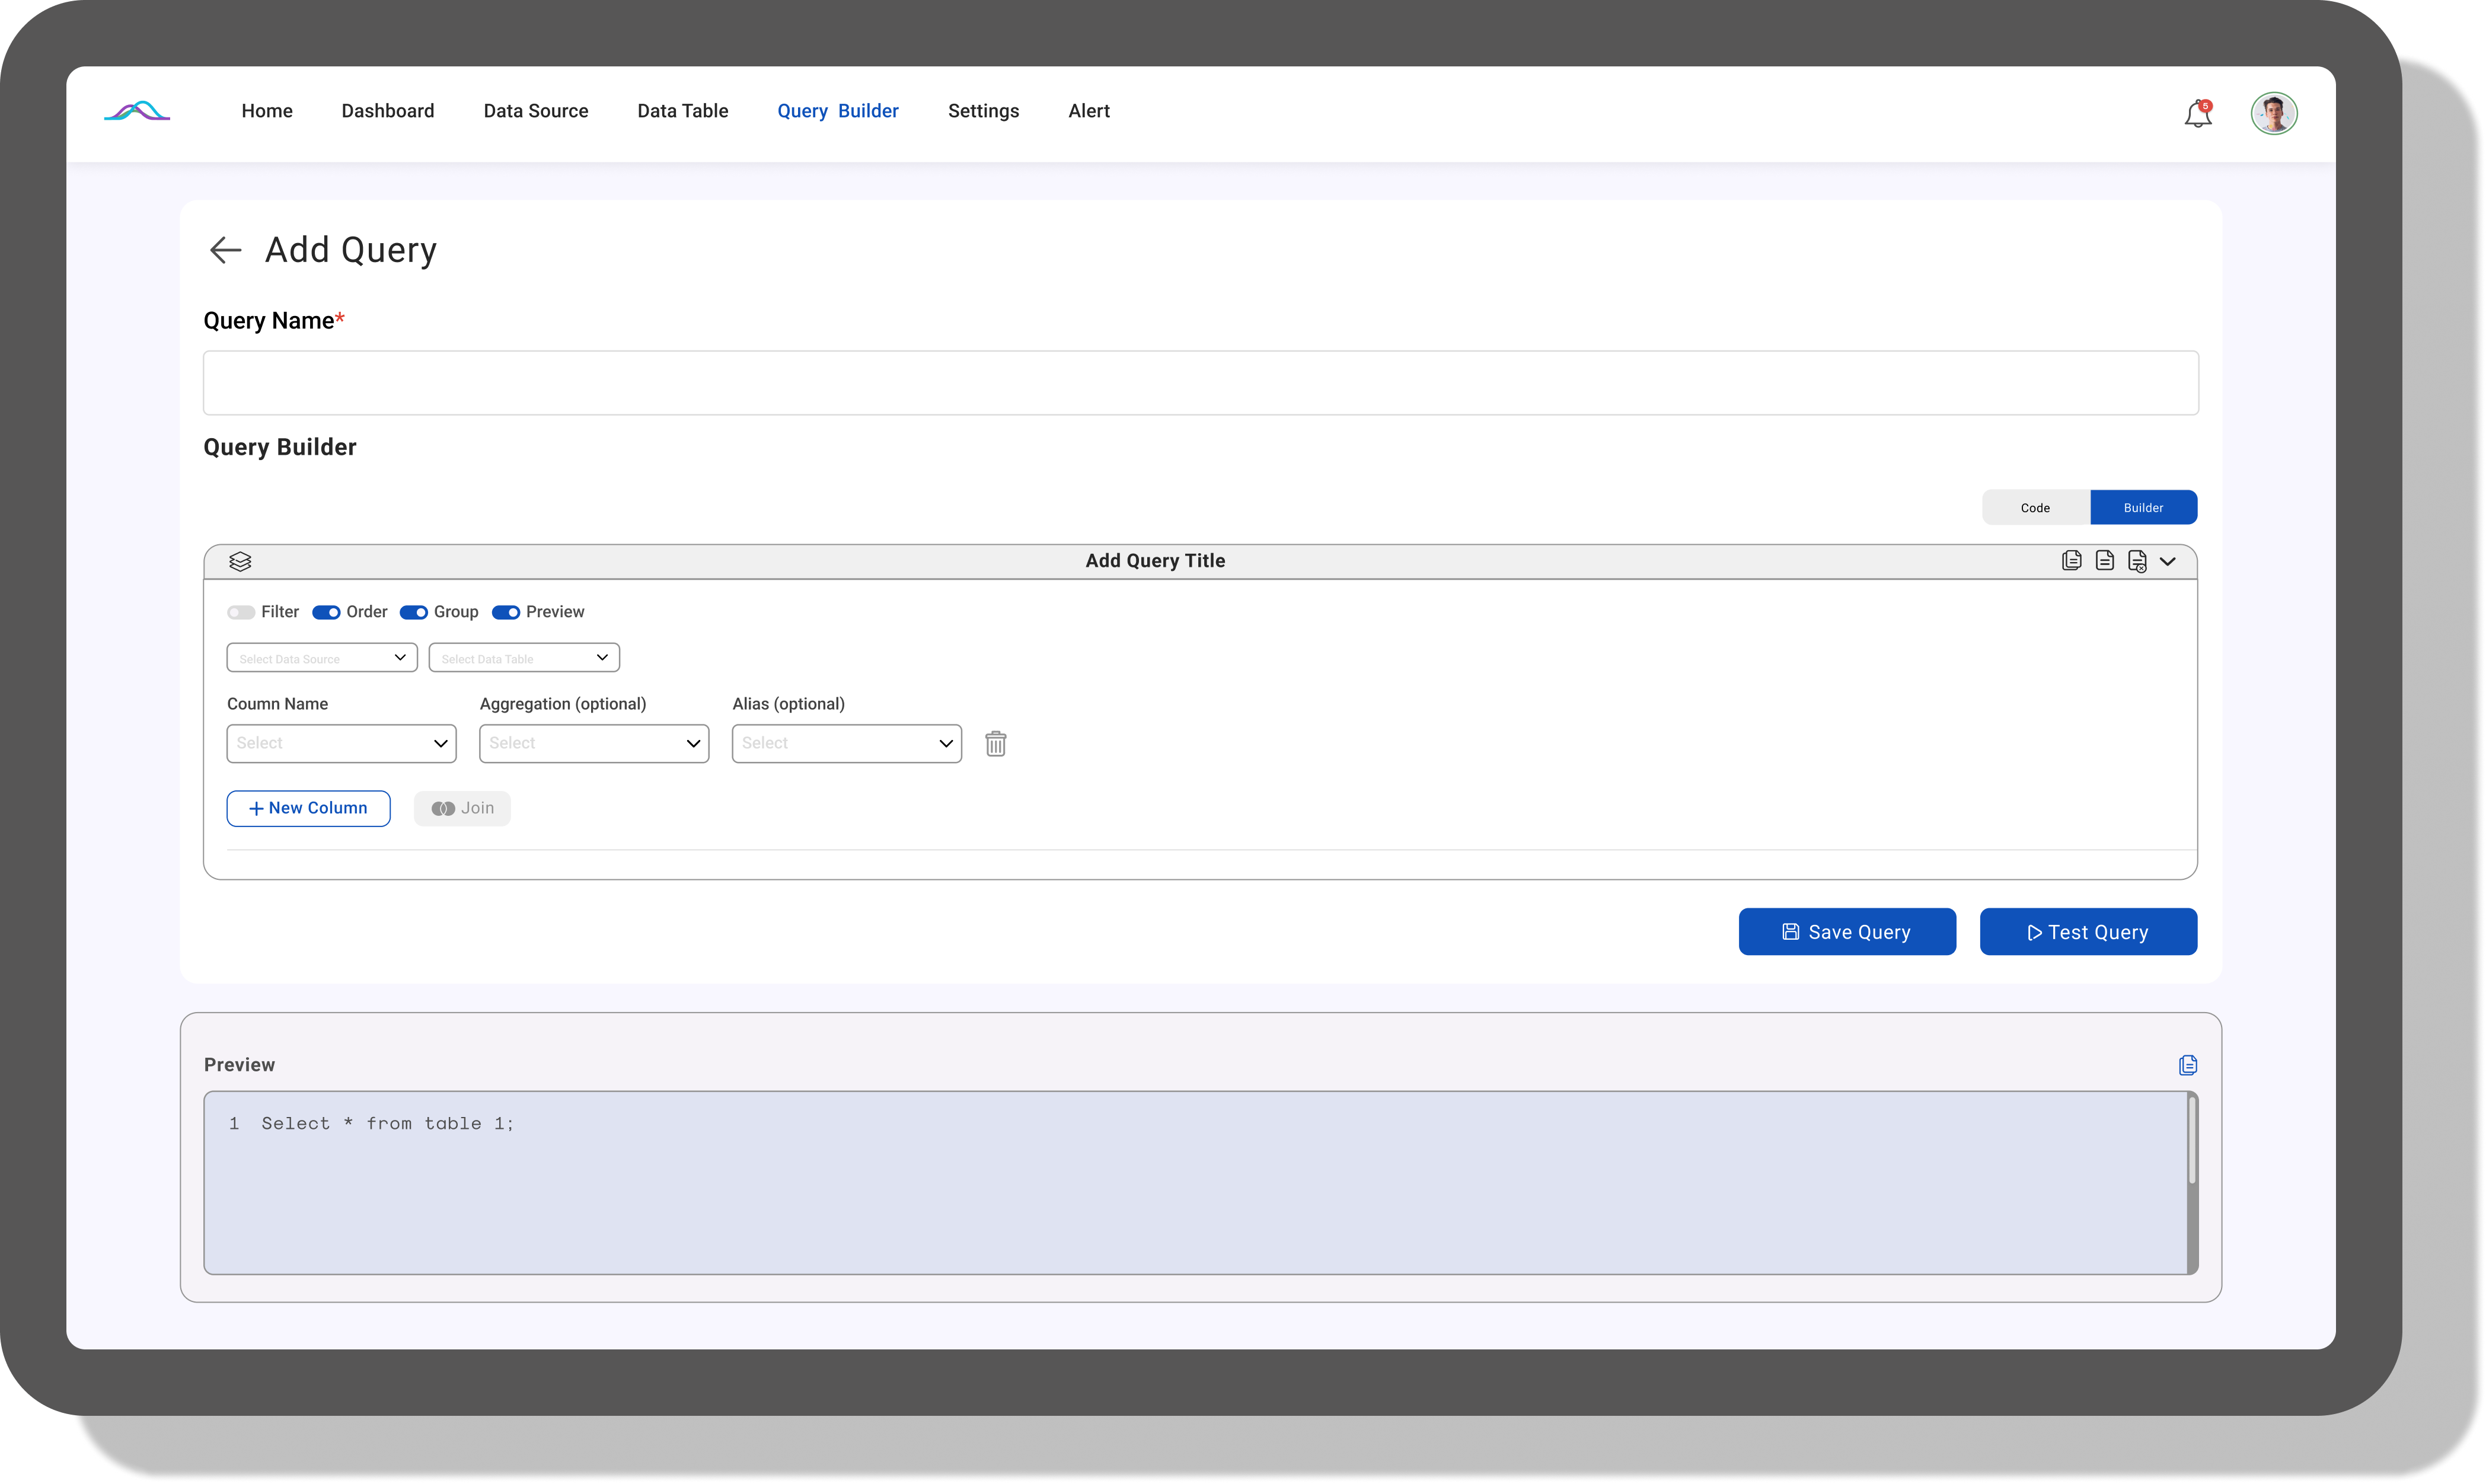 Home Dashboard Data Source Data Table Query Builder Settings Alert 5
Add Query
Query Name*
Query Builder
Code Builder
Add Query Title
Filter Order Group Preview
Select Data Source Select Data Table
Coumn Name Aggregation (optional) Alias (optional)
Select Select Select
+ New Column Join
Save Query Test Query
Preview
1 Select * from table 1;